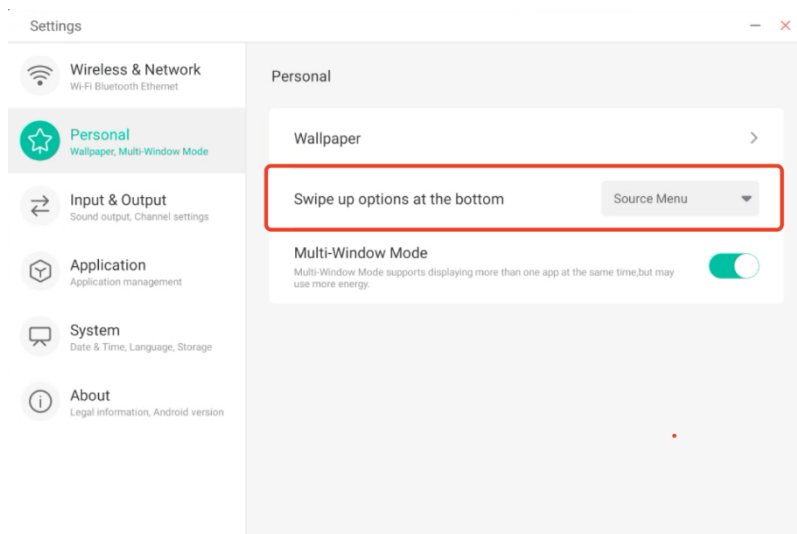 Settings
Wireless & Network
Wi-Fi Bluetooth Ethernet
Personal
Wallpaper, Multi-Window Mode
Input & Output
Sound output, Channel settings
Application
Application management
System
Date & Time, Language, Storage
About
Legal information, Android version
Personal
Wallpaper
Swipe up options at the bottom
Source Menu
Multi-Window Mode
Multi-Window Mode supports displaying more than one app at the same time,but may
use more energy.